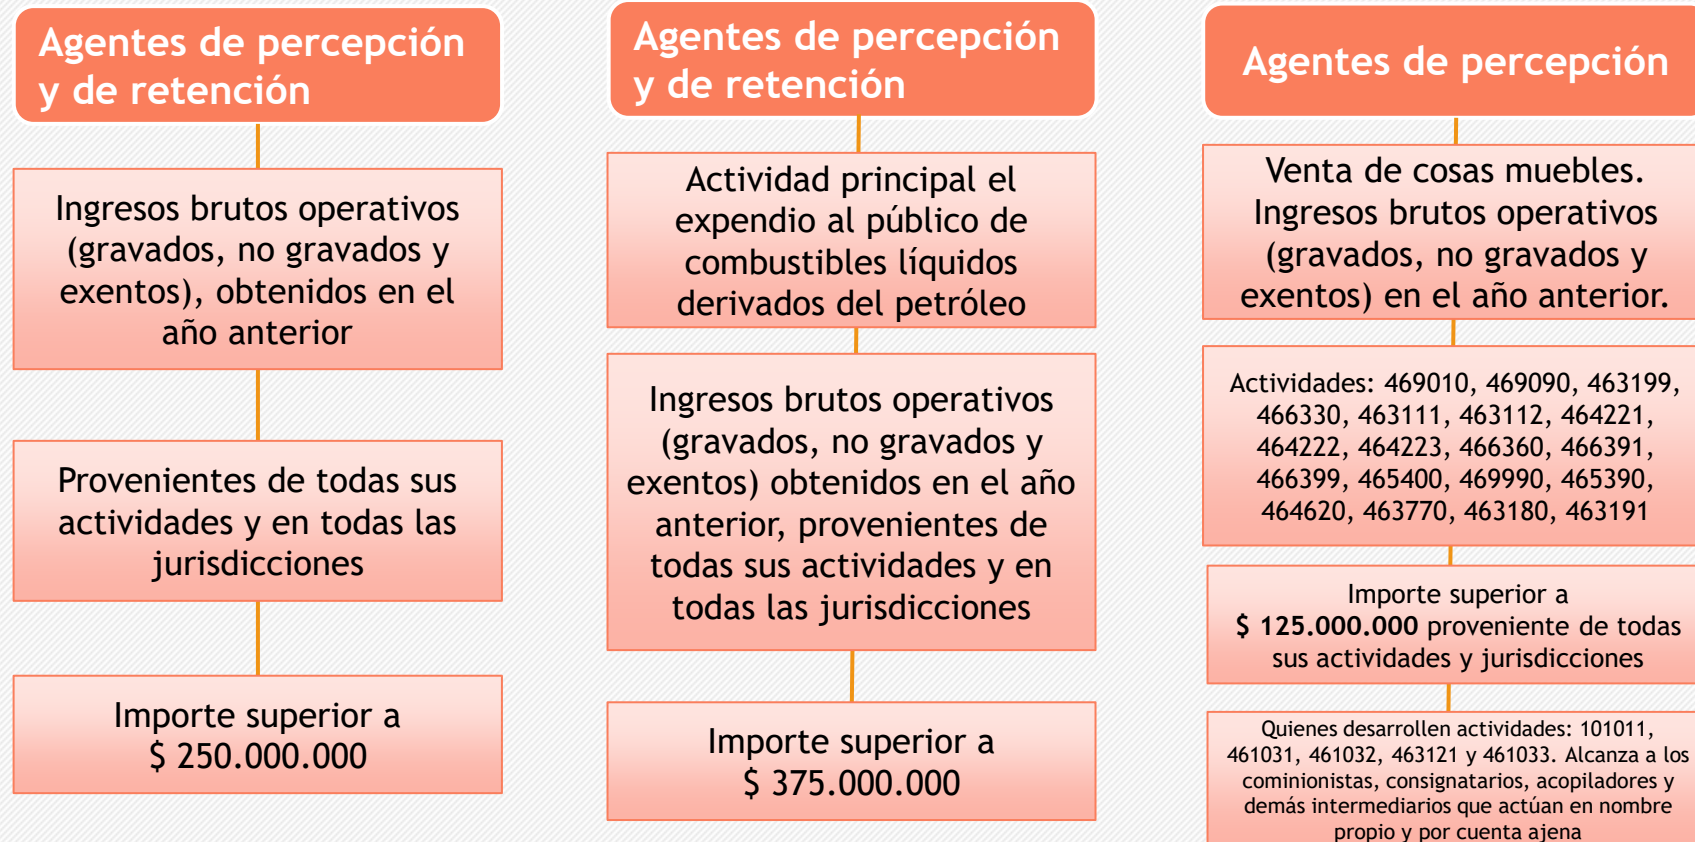 Agentes de percepción
y de retención
Ingresos brutos operativos
(gravados, no gravados y
exentos), obtenidos en el
año anterior
Provenientes de todas sus
actividades y en todas las
jurisdicciones
Importe superior a
$ 250.000.000
Agentes de percepción
y de retención
Actividad principal el
expendio al público de
combustibles líquidos
derivados del petróleo
Ingresos brutos operativos
(gravados, no gravados y
exentos) obtenidos en el año
anterior, provenientes de
todas sus actividades y en
todas las jurisdicciones
Importe superior a
$ 375.000.000
Agentes de percepción
Venta de cosas muebles.
Ingresos brutos operativos
(gravados, no gravados y
exentos) en el año anterior.
Actividades: 469010, 469090, 463199,
466330, 463111, 463112, 464221,
464222, 464223, 466360, 466391,
466399, 465400, 469990, 465390,
464620, 463770, 463180, 463191
Importe superior a
$ 125.000.000 proveniente de todas
sus actividades y jurisdicciones
Quienes desarrollen actividades: 101011,
461031, 461032, 463121 y 461033. Alcanza a los
cominionistas, consignatarios, acopiladores y
demás intermediarios que actúan en nombre
propio y por cuenta ajena